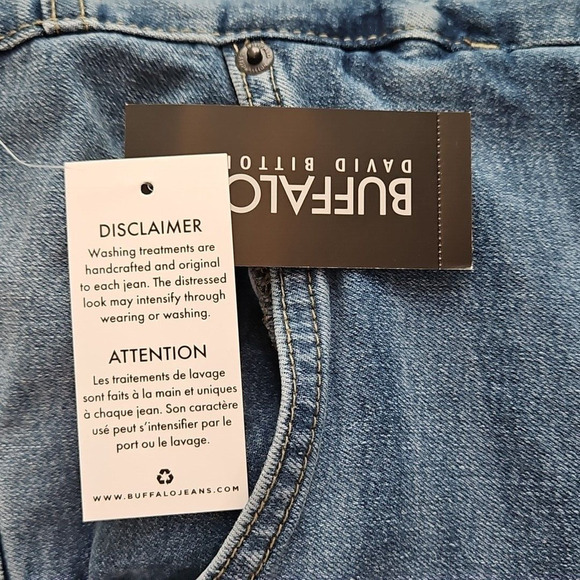 BUFFALO
DAVID BITTON
DISCLAIMER
Washing treatments are
handcrafted and original
to each jean. The distressed
look may intensify through
wearing or washing.
ATTENTION
Les traitements de lavage
sont faits à la main et uniques
à chaque jean. Son caractère
usé peut s'intensifier par le
port ou le lavage.
WWW.BUFFALOJEANS.COM